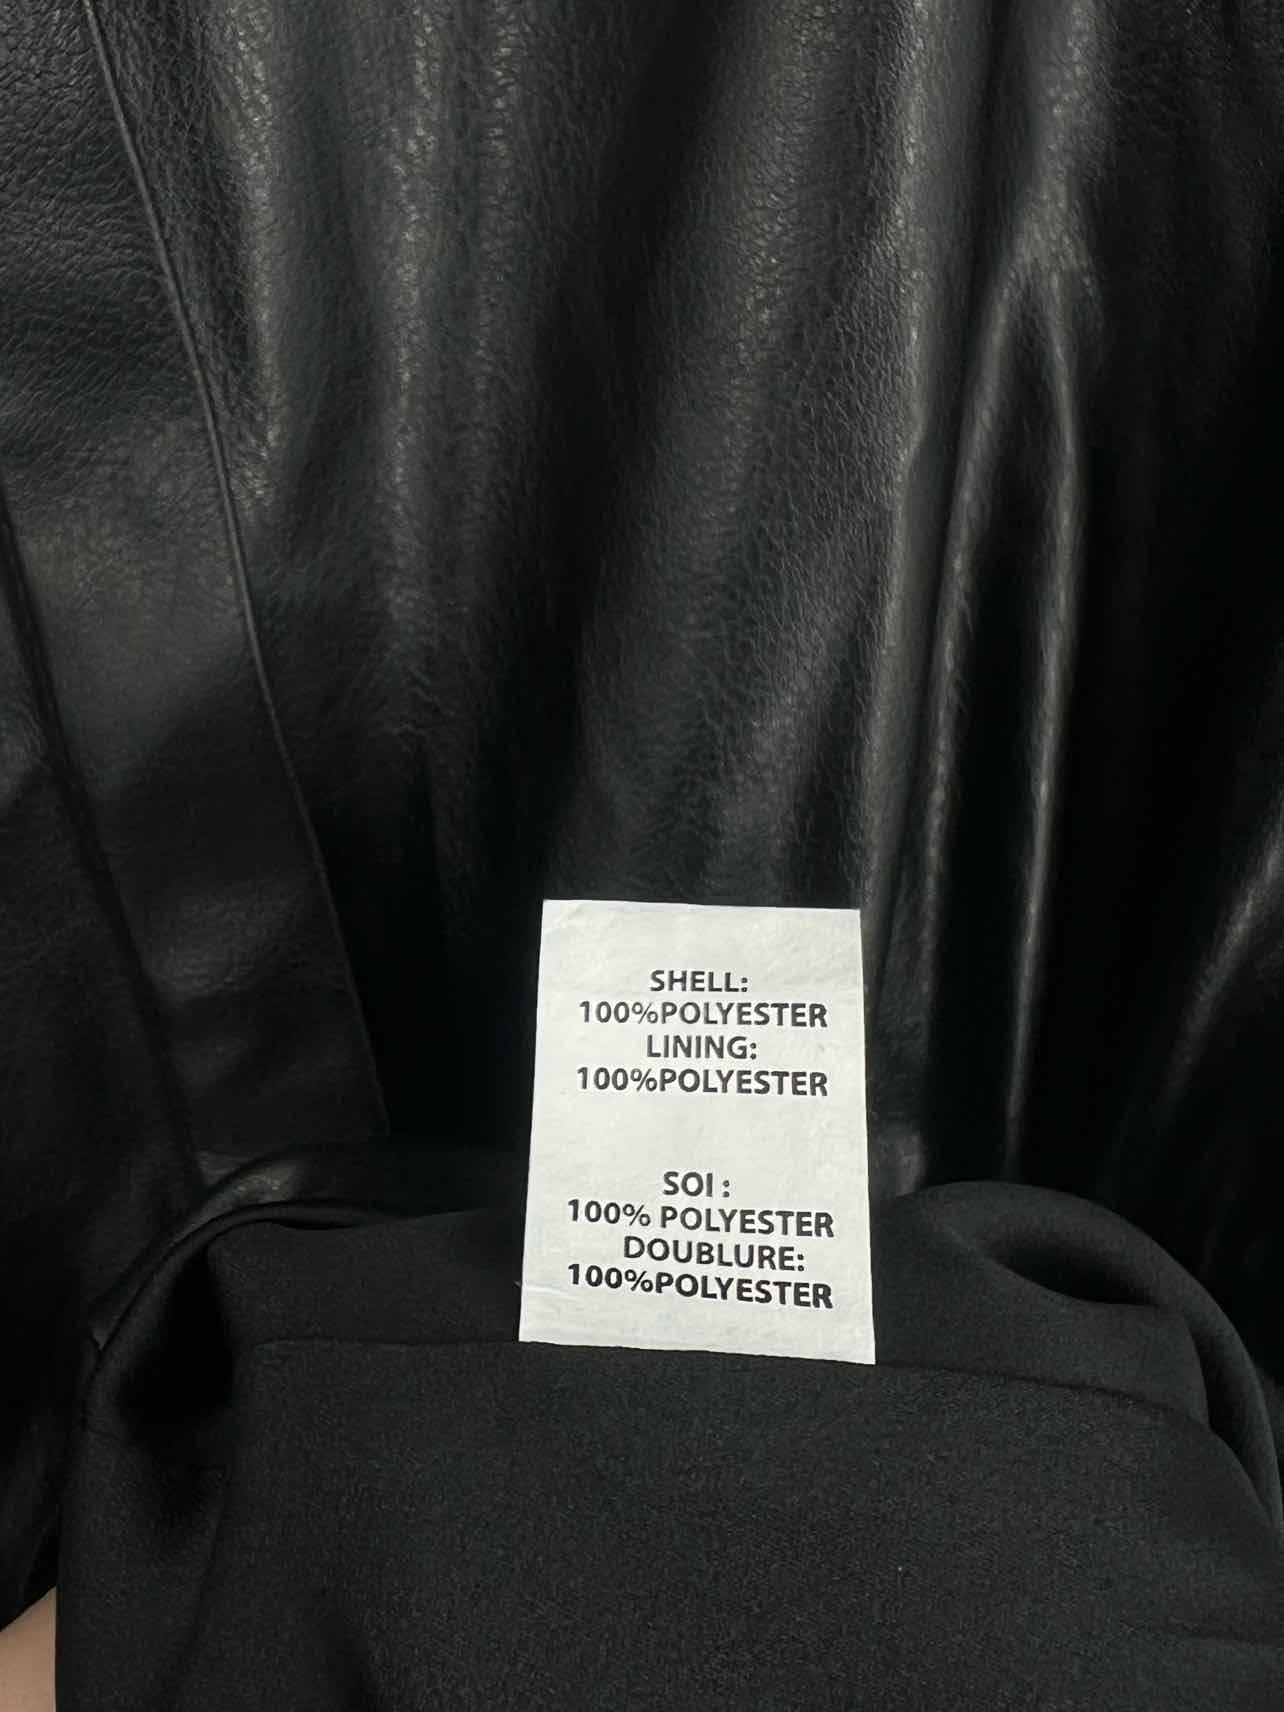 SHELL:
100%POLYESTER
LINING:
100%POLYESTER
SOI :
100% POLYESTER
DOUBLURE:
100%POLYESTER